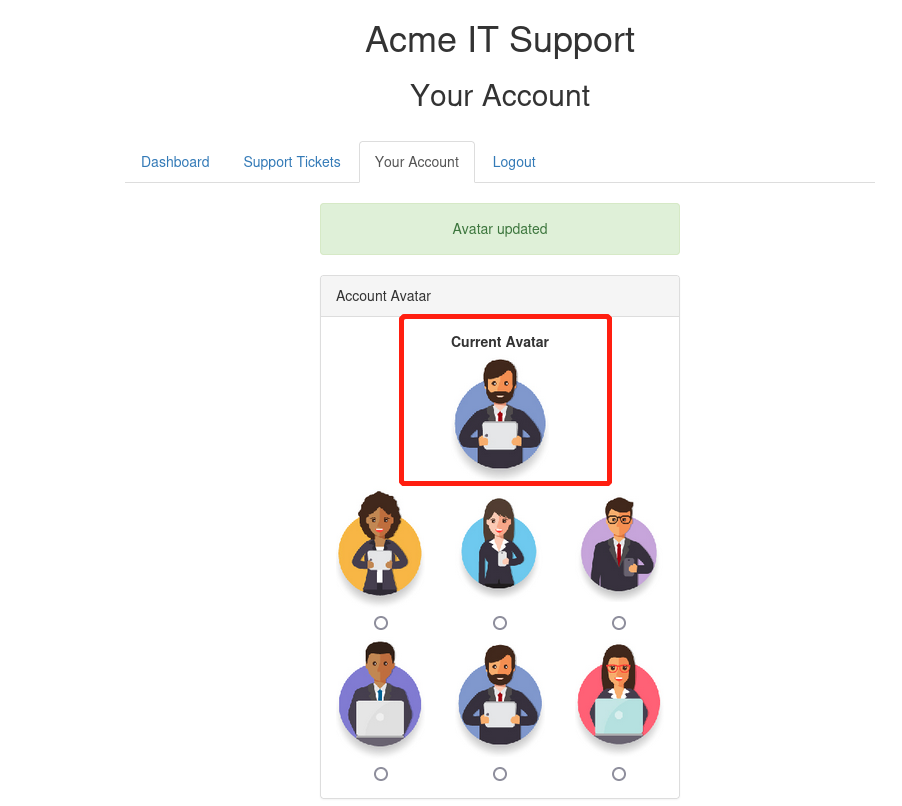 Acme IT Support
Your Account
Dashboard Support Tickets Your Account Logout
Avatar updated
Account Avatar
Current Avatar